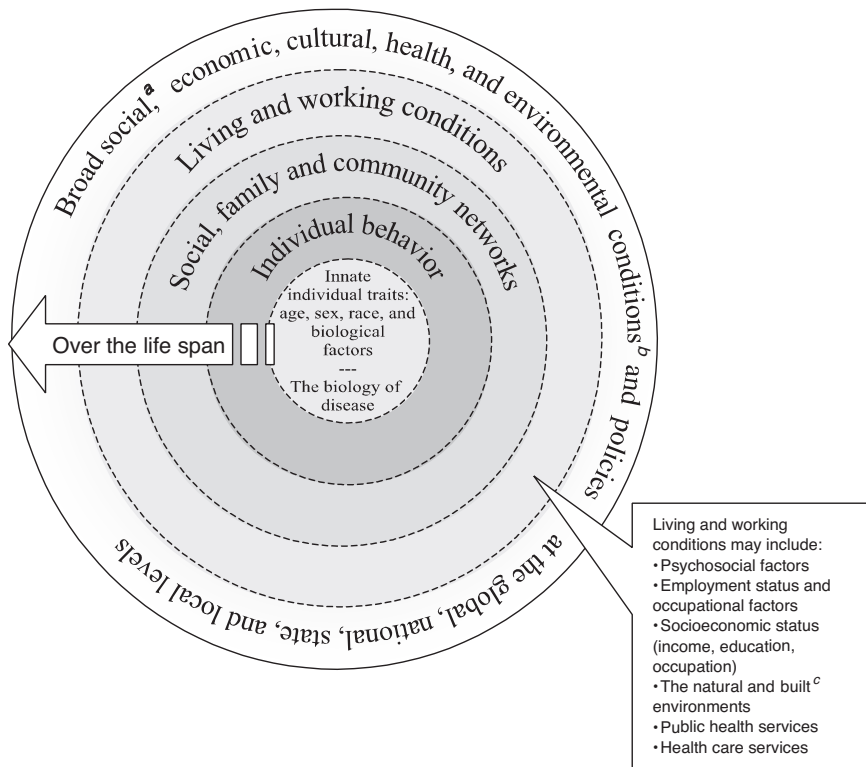 Broad social,a economic, cultural, health, and environmental conditionsb and policies
at the global, national, state, and local levels
Living and working conditions
Social, family and community networks
Individual behavior
Innate
individual traits:
age, sex, race, and
biological
factors
---
The biology of
disease
Over the life span
Living and working
conditions may include:
•Psychosocial factors
•Employment status and
occupational factors
•Socioeconomic status
(income, education,
occupation)
•The natural and builtc
environments
•Public health services
•Health care services